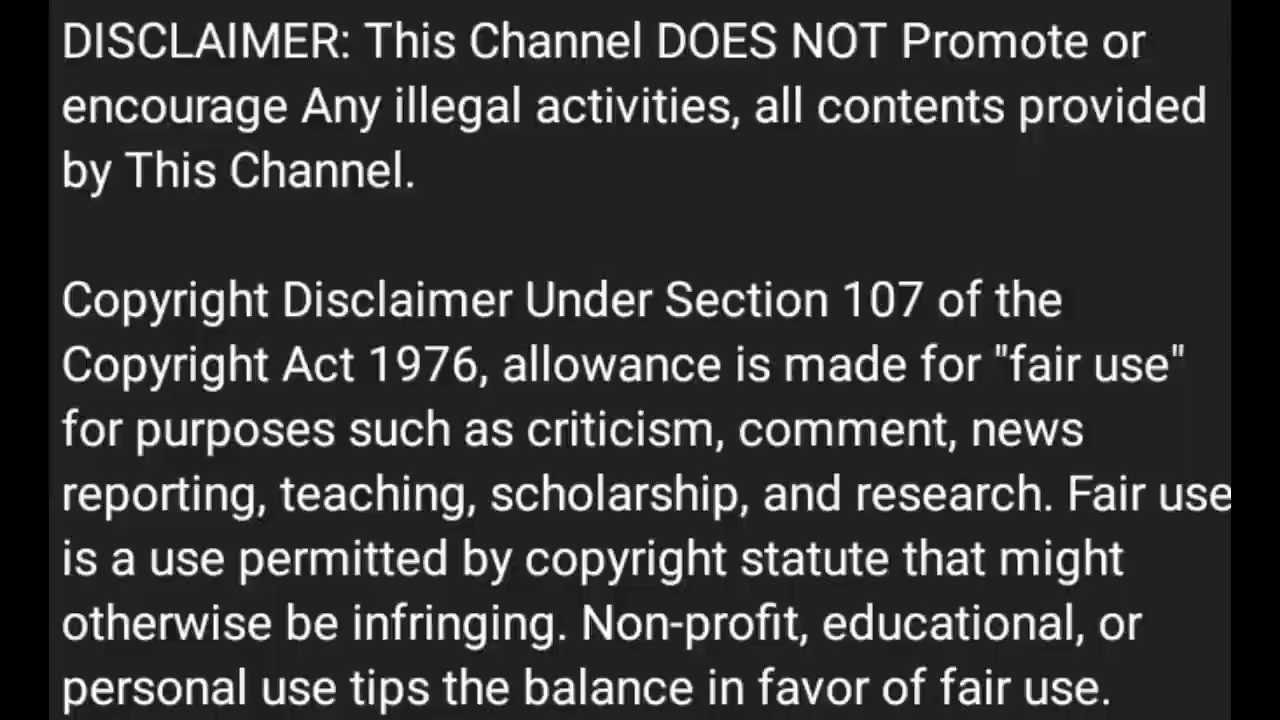 DISCLAIMER: This Channel DOES NOT Promote or
encourage Any illegal activities, all contents provided
by This Channel.
Copyright Disclaimer Under Section 107 of the
Copyright Act 1976, allowance is made for "fair use"
for purposes such as criticism, comment, news
reporting, teaching, scholarship, and research. Fair use
is a use permitted by copyright statute that might
otherwise be infringing. Non-profit, educational, or
personal use tips the balance in favor of fair use.